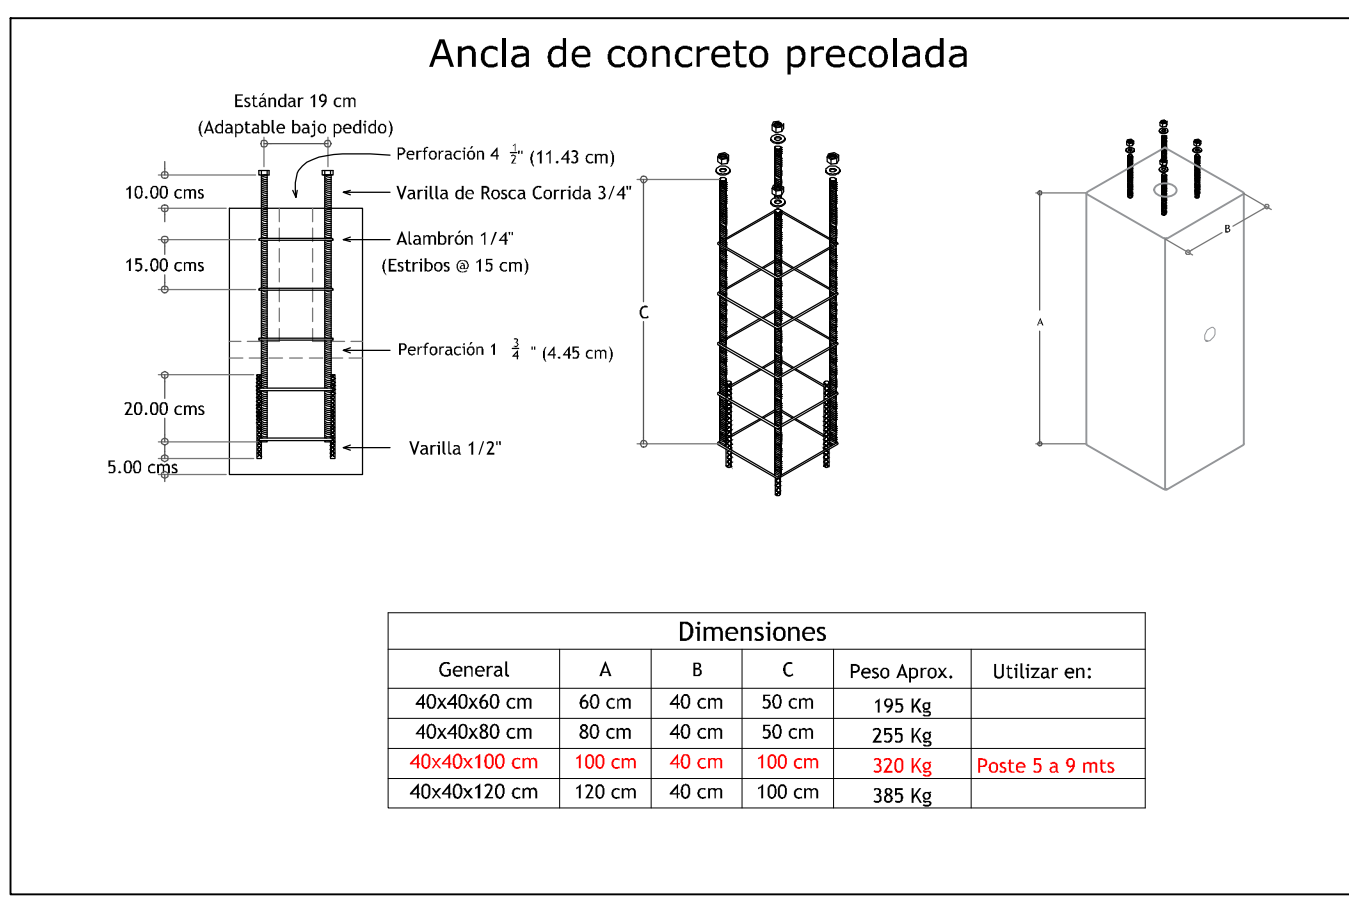 Ancla de concreto precolada
Estándar 19 cm
(Adaptable bajo pedido)
Perforación 4 1/2" (11.43 cm)
10.00 cms
Varilla de Rosca Corrida 3/4"
Alambrón 1/4"
15.00 cms
(Estribos @ 15 cm)
Perforación 1 3/4 " (4.45 cm)
20.00 cms
Varilla 1/2"
5.00 cms
C
A
B
Dimensiones
General A B C Peso Aprox. Utilizar en:
40x40x60 cm 60 cm 40 cm 50 cm 195 Kg
40x40x80 cm 80 cm 40 cm 50 cm 255 Kg
40x40x100 cm 100 cm 40 cm 100 cm 320 Kg Poste 5 a 9 mts
40x40x120 cm 120 cm 40 cm 100 cm 385 Kg